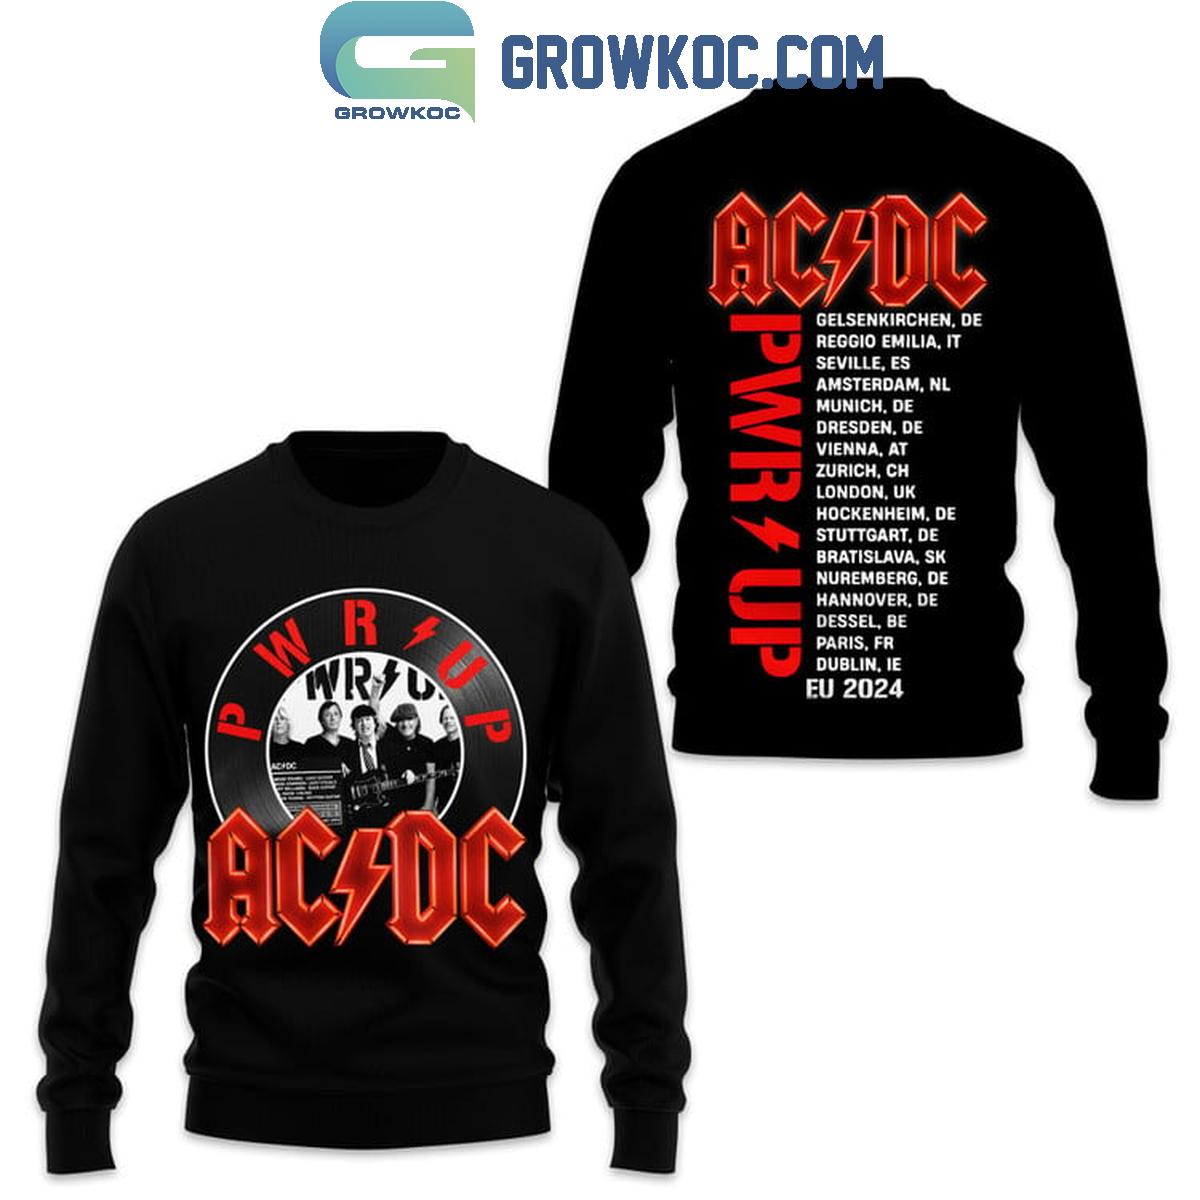 GROWKOC
GROWKOC.COM
AC DC
PWR UP
GELSENKIRCHEN, DE
REGGIO EMILIA, IT
SEVILLE, ES
AMSTERDAM, NL
MUNICH, DE
DRESDEN, DE
VIENNA, AT
ZURICH, CH
LONDON, UK
HOCKENHEIM, DE
STUTTGART, DE
BRATISLAVA, SK
NUREMBERG, DE
HANNOVER, DE
DESSEL, BE
PARIS, FR
DUBLIN, IE
EU 2024
PWR UP
WR U
AC/DC
AC DC